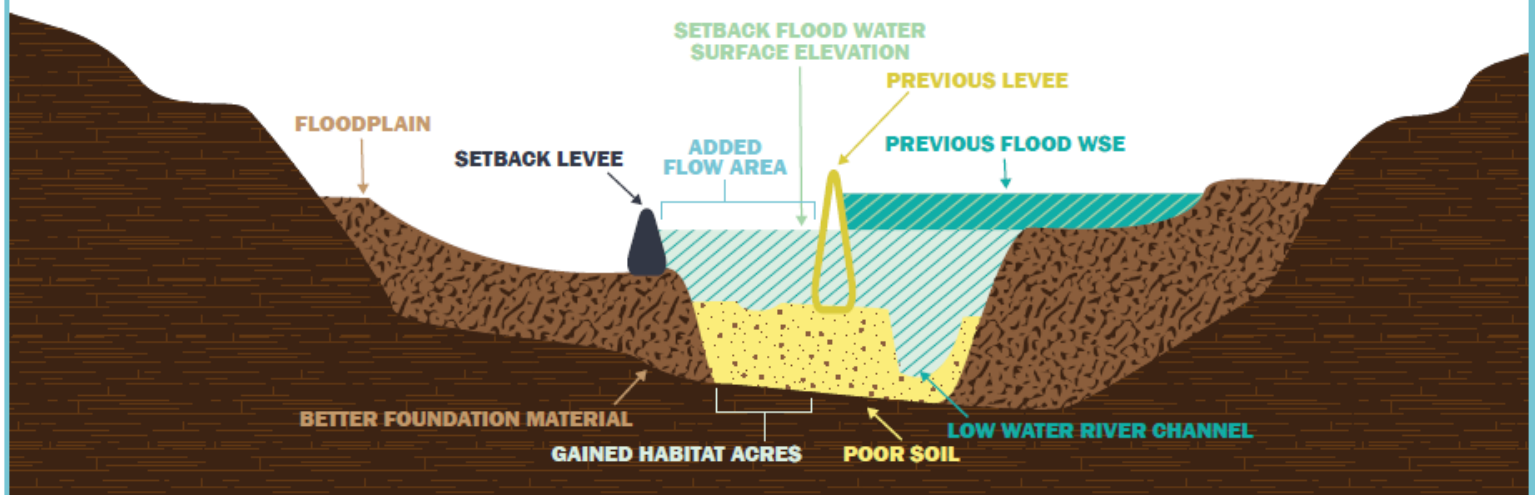 SETBACK FLOOD WATER
SURFACE ELEVATION
PREVIOUS LEVEE
FLOODPLAIN
SETBACK LEVEE
ADDED
FLOW AREA
PREVIOUS FLOOD WSE
BETTER FOUNDATION MATERIAL
LOW WATER RIVER CHANNEL
GAINED HABITAT ACRES
POOR SOIL